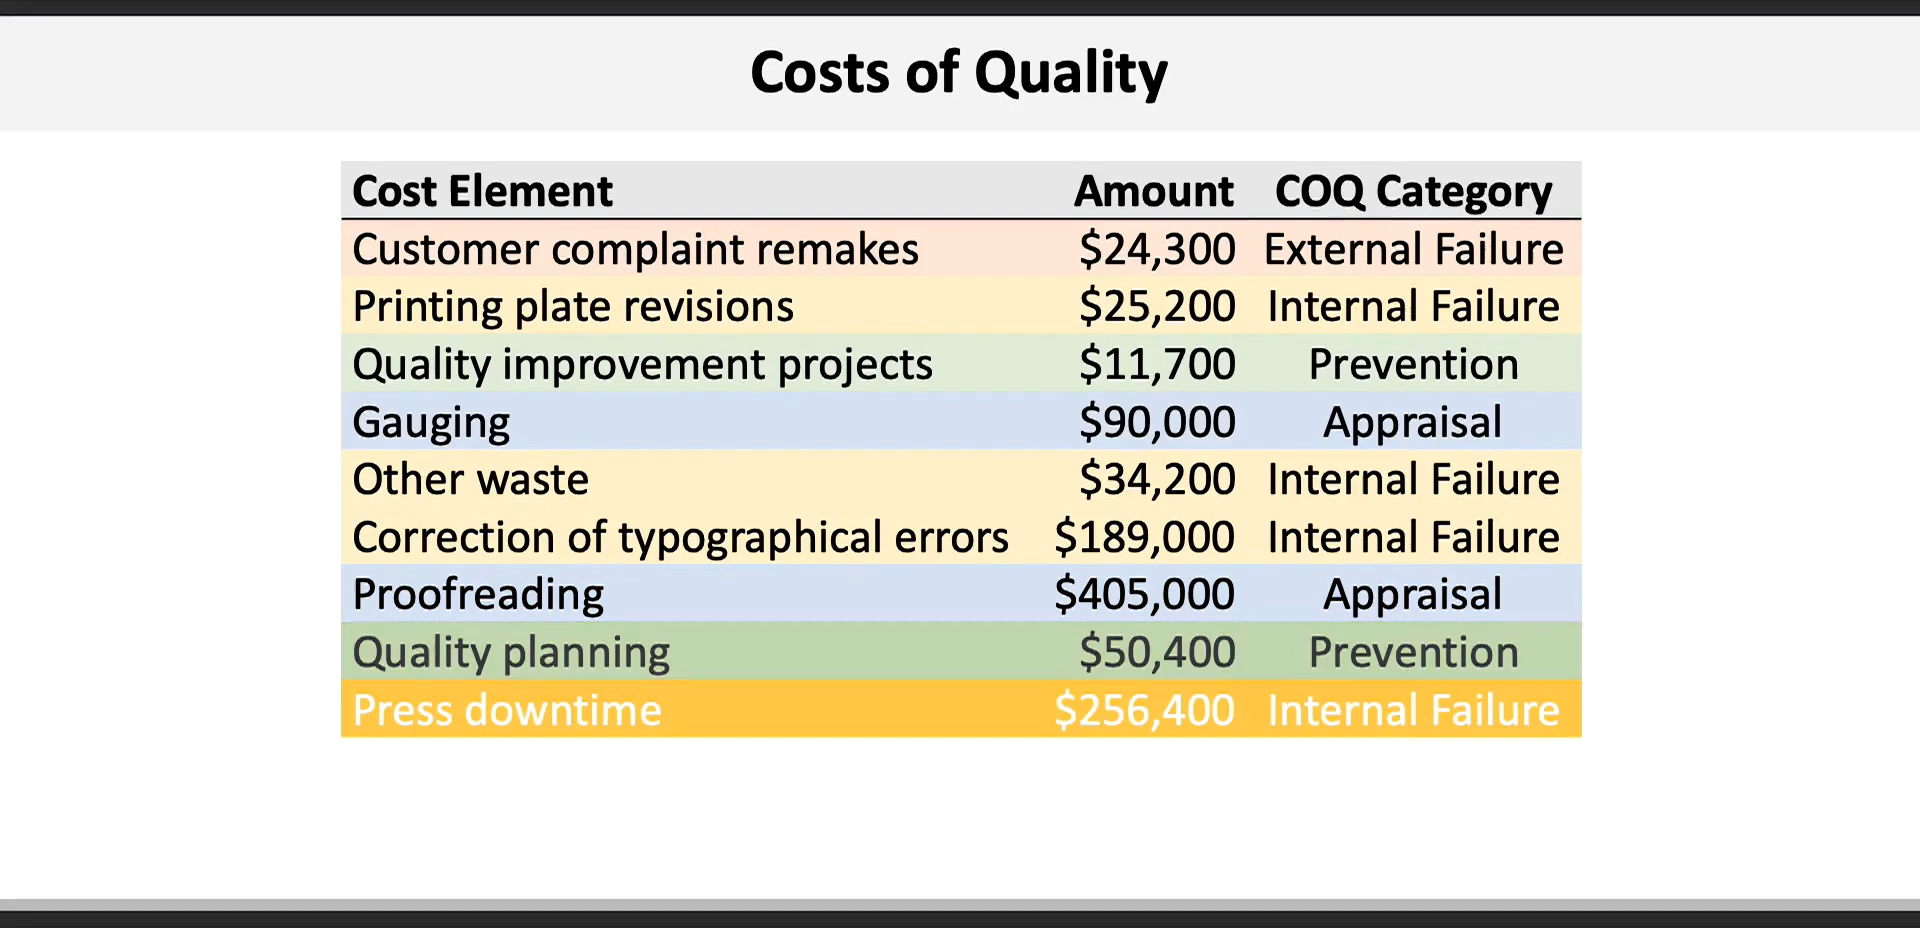 Costs of Quality
Cost Element Amount COQ Category
Customer complaint remakes $24,300 External Failure
Printing plate revisions $25,200 Internal Failure
Quality improvement projects $11,700 Prevention
Gauging $90,000 Appraisal
Other waste $34,200 Internal Failure
Correction of typographical errors $189,000 Internal Failure
Proofreading $405,000 Appraisal
Quality planning $50,400 Prevention
Press downtime $256,400 Internal Failure